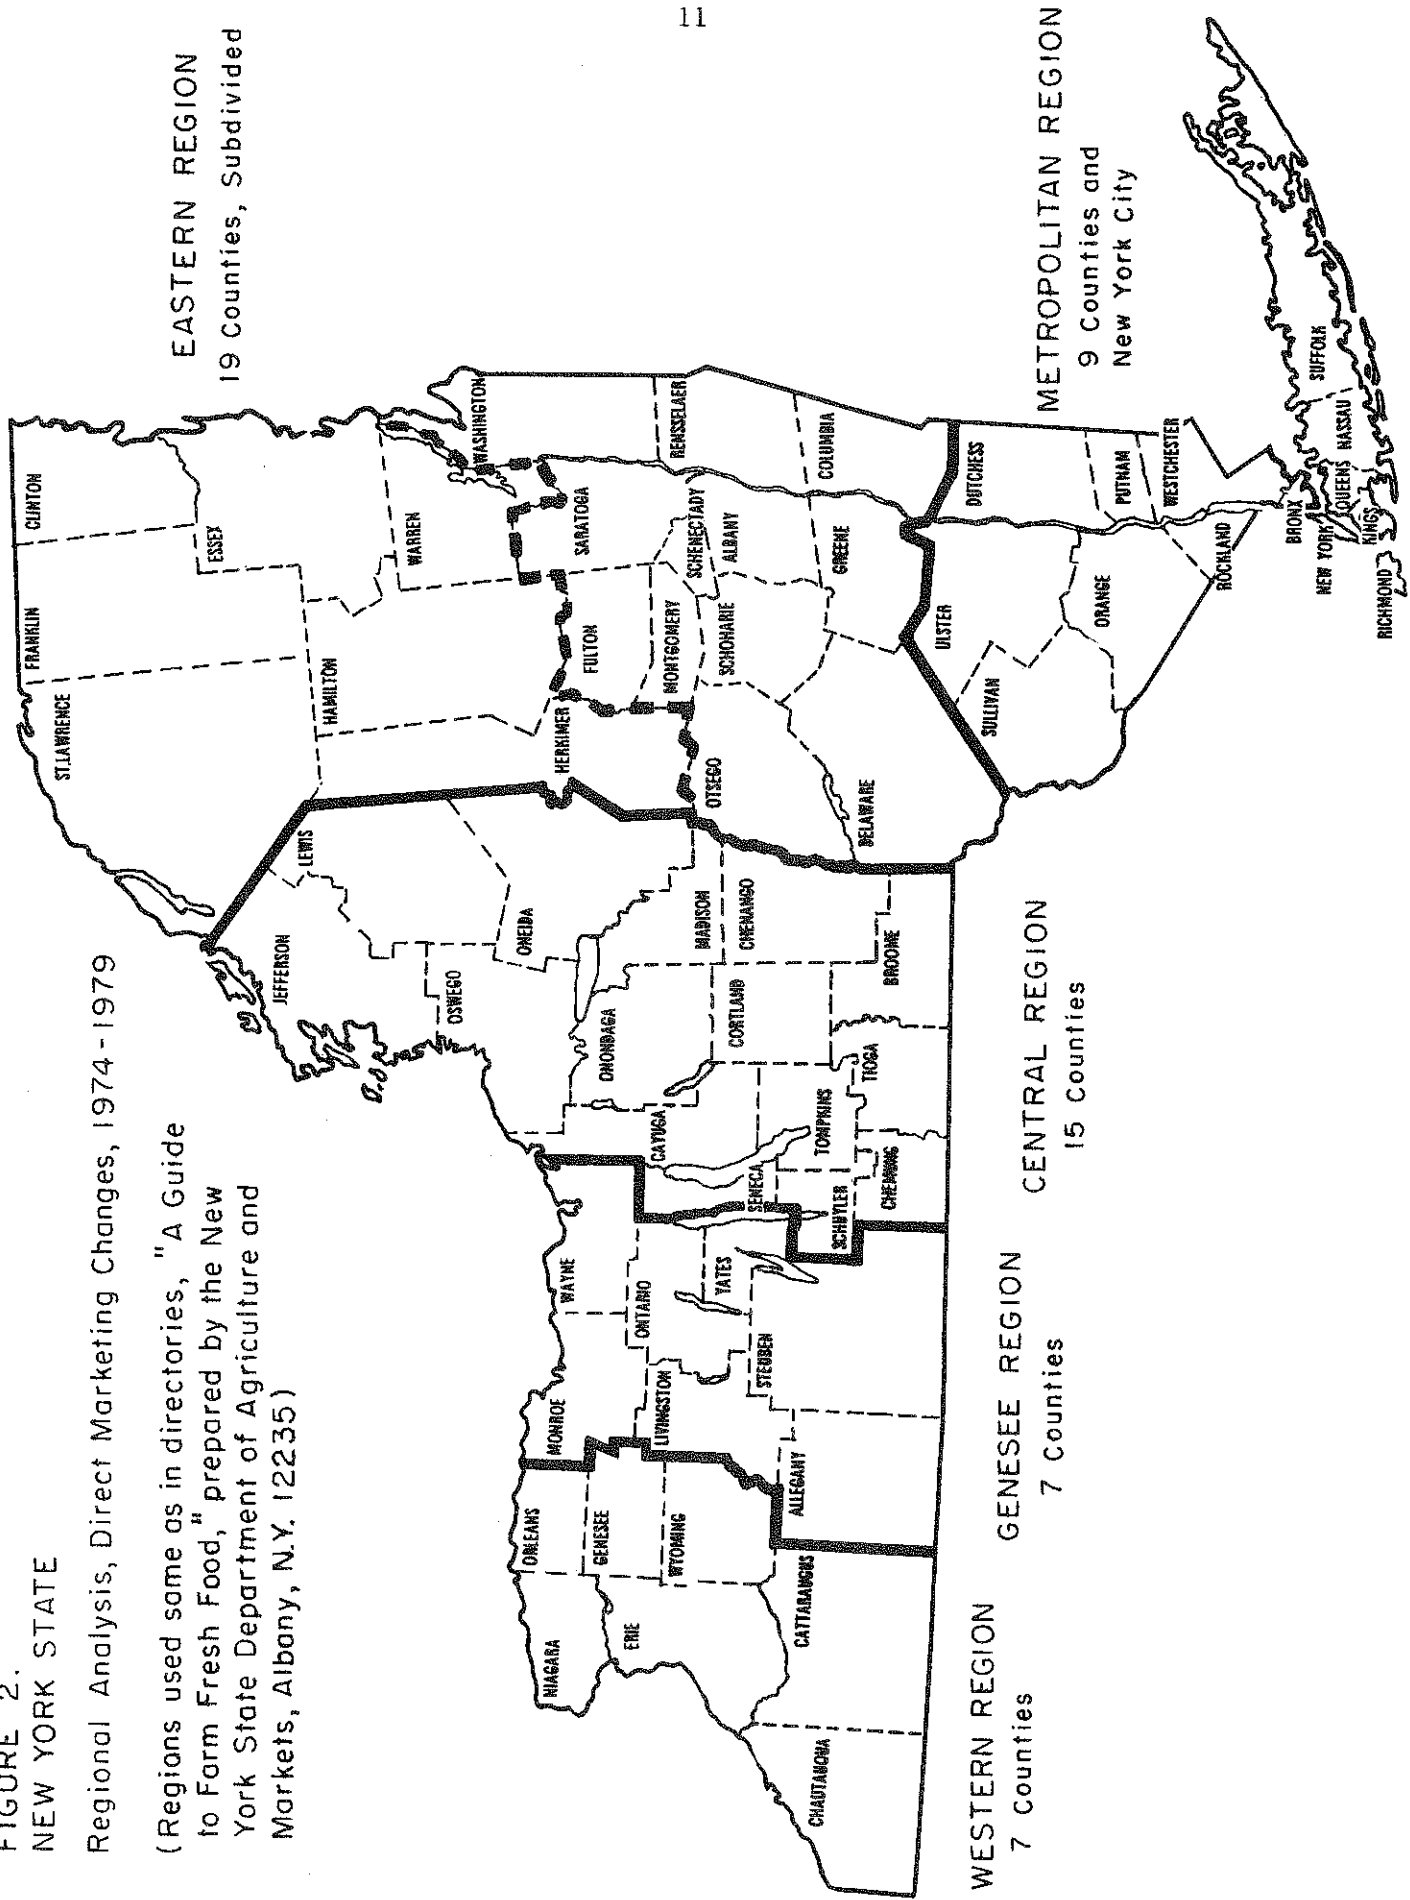 11
FIGURE 2.
NEW YORK STATE
Regional Analysis, Direct Marketing Changes, 1974-1979
(Regions used same as in directories, "A Guide
to Farm Fresh Food," prepared by the New
York State Department of Agriculture and
Markets, Albany, N.Y. 12235)
EASTERN REGION
19 Counties, Subdivided
CLINTON
FRANKLIN
ST.LAWRENCE
ESSEX
HAMILTON
WARREN
WASHINGTON
HERKIMER
FULTON
SARATOGA
MONTGOMERY
SCHENECTADY
RENSSELAER
ALBANY
SCHOHARIE
OTSEGO
COLUMBIA
GREENE
DELAWARE
JEFFERSON
LEWIS
OSWEGO
ONEIDA
ONONDAGA
MADISON
CAYUGA
CORTLAND
CHENANGO
SENECA
TOMPKINS
TIOGA
BROOME
SCHUYLER
CHEMUNG
WAYNE
MONROE
ONTARIO
YATES
LIVINGSTON
STEUBEN
ALLEGANY
ORLEANS
NIAGARA
GENESEE
ERIE
WYOMING
CATTARAUGUS
CHAUTAUQUA
ULSTER
DUTCHESS
SULLIVAN
ORANGE
PUTNAM
WESTCHESTER
ROCKLAND
BRONX
NEW YORK
QUEENS
KINGS
RICHMOND
NASSAU
SUFFOLK
WESTERN REGION
7 Counties
GENESEE REGION
7 Counties
CENTRAL REGION
15 Counties
METROPOLITAN REGION
9 Counties and
New York City